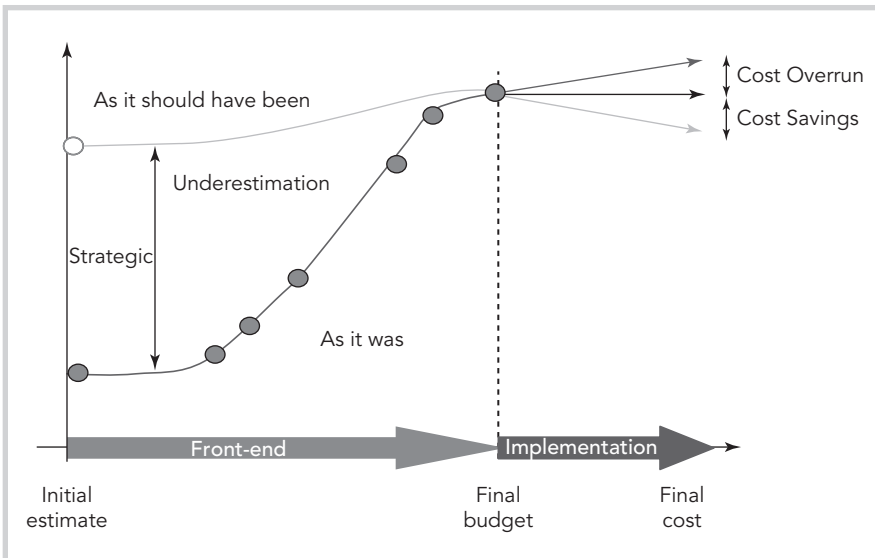 As it should have been
Cost Overrun
Cost Savings
Underestimation
Strategic
As it was
Front-end
Implementation
Initial
estimate
Final
budget
Final
cost